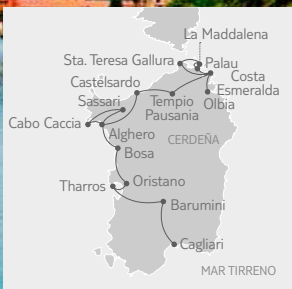 La Maddalena
Sta. Teresa Gallura
Palau
Castelsardo
Costa
Esmeralda
Sassari
Tempio
Pausania
Olbia
Cabo Caccia
Alghero
CERDEÑA
Bosa
Tharros
Oristano
Barumini
Cagliari
MAR TIRRENO